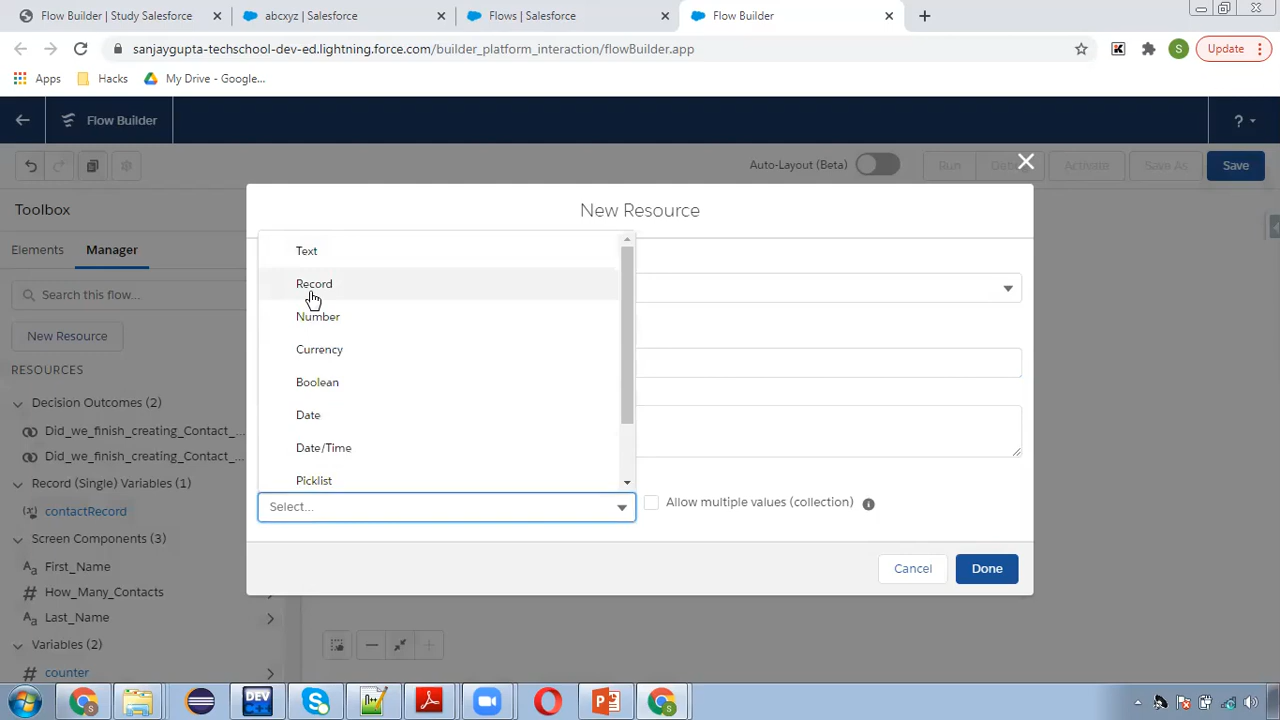 Flow Builder | Study Salesforce
abcxyz | Salesforce
Flows | Salesforce
Flow Builder
sanjaygupta-techschool-dev-ed.lightning.force.com/builder_platform_interaction/flowBuilder.app
S
Update
Apps
Hacks
My Drive - Google...
Flow Builder
?
Auto-Layout (Beta)
Run
Activate
Save As
Save
Toolbox
Elements
Manager
Search this flow...
New Resource
RESOURCES
Decision Outcomes (2)
Did_we_finish_creating_Contact_...
Did_we_finish_creating_Contact_...
Record (Single) Variables (1)
contactRecord
Screen Components (3)
First_Name
How_Many_Contacts
Last_Name
Variables (2)
counter
New Resource
Text
Record
Number
Currency
Boolean
Date
Date/Time
Picklist
Select...
Allow multiple values (collection)
Cancel
Done
DEV